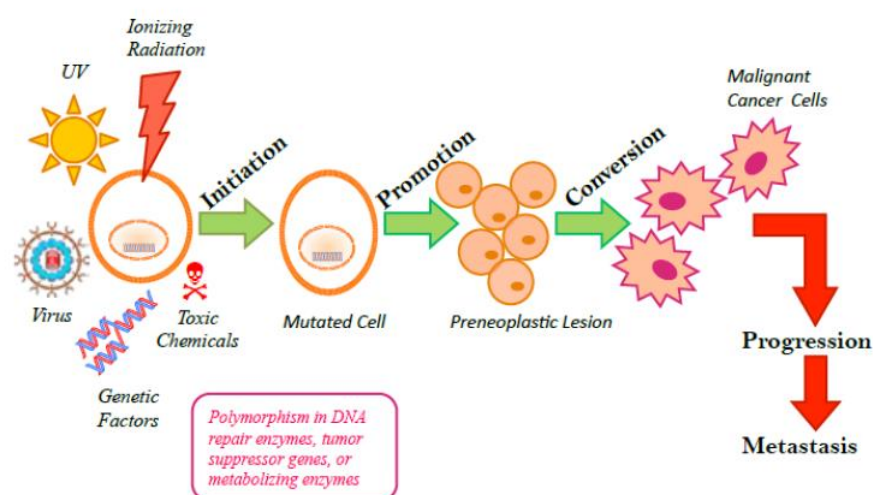 Ionizing
Radiation
UV
Malignant
Cancer Cells
Initiation
Promotion
Conversion
Virus
Toxic
Chemicals
Mutated Cell
Preneoplastic Lesion
Genetic
Factors
Polymorphism in DNA
repair enzymes, tumor
suppressor genes, or
metabolizing enzymes
Progression
Metastasis